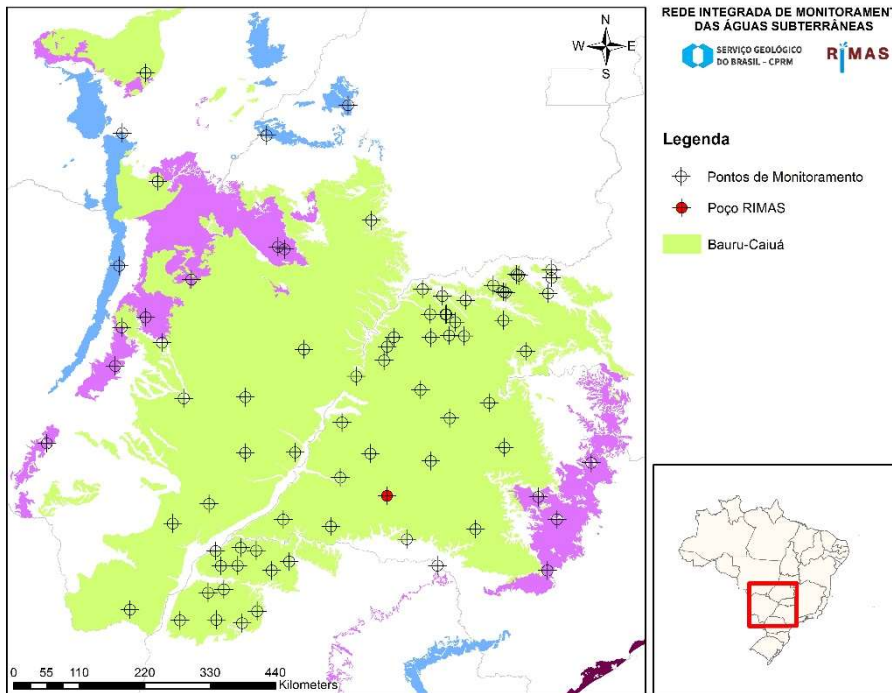 REDE INTEGRADA DE MONITORAMENT
DAS ÁGUAS SUBTERRÂNEAS
SERVIÇO GEOLÓGICO
DO BRASIL - CPRM
RIMAS
N
W E
S
Legenda
Pontos de Monitoramento
Poço RIMAS
Bauru-Caiuá
0 55 110 220 330 440
Kilometers